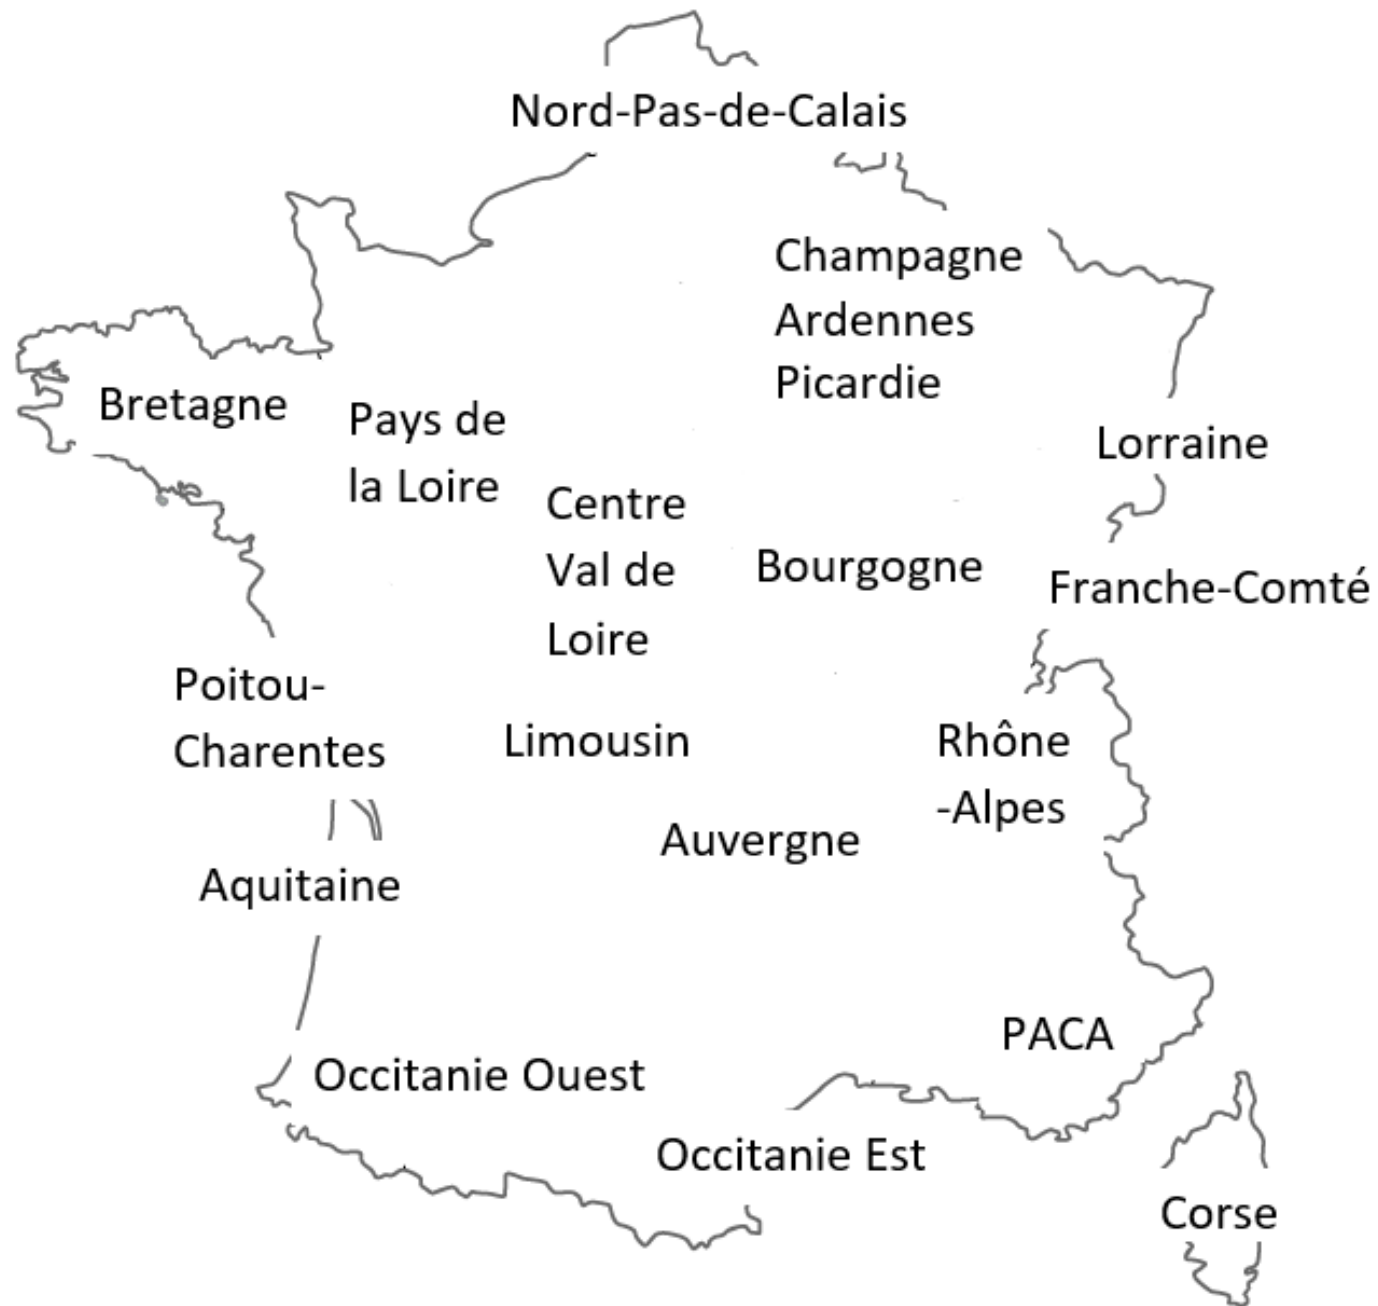 Nord-Pas-de-Calais
Champagne
Ardennes
Picardie
Bretagne
Pays de
la Loire
Lorraine
Centre
Val de
Loire
Bourgogne
Franche-Comté
Poitou-
Charentes
Limousin
Rhône
-Alpes
Auvergne
Aquitaine
PACA
Occitanie Ouest
Occitanie Est
Corse